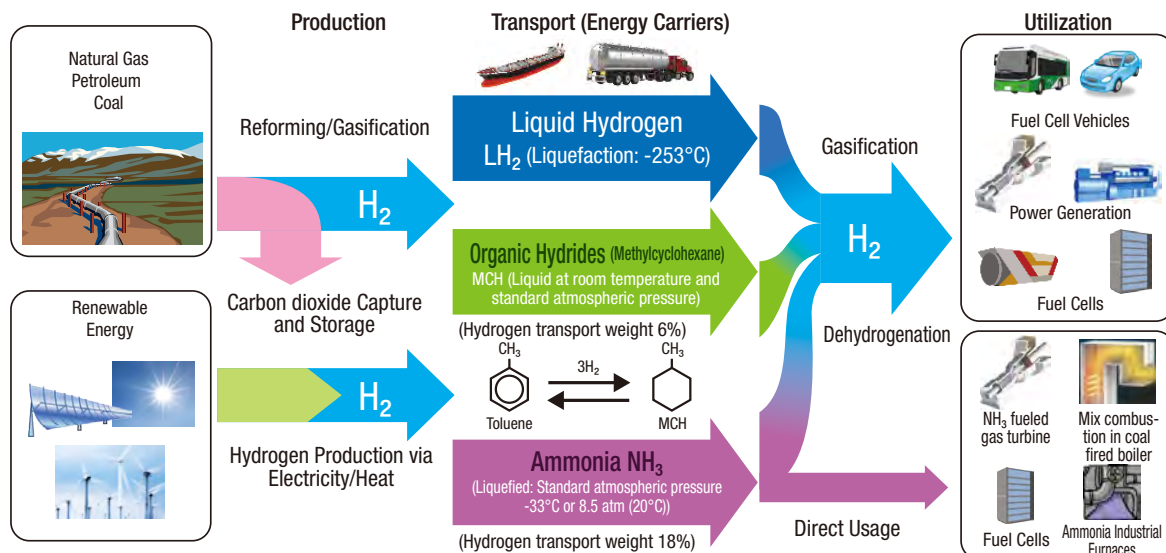 Production
Transport (Energy Carriers)
Utilization
Natural Gas
Petroleum
Coal
Reforming/Gasification
H2
Carbon dioxide Capture
and Storage
Renewable
Energy
H2
Hydrogen Production via
Electricity/Heat
Liquid Hydrogen
LH2 (Liquefaction: -253°C)
Organic Hydrides (Methylcyclohexane)
MCH (Liquid at room temperature and
standard atmospheric pressure)
(Hydrogen transport weight 6%)
CH3
CH3
3H2
Toluene
MCH
Ammonia NH3
(Liquefied: Standard atmospheric pressure
-33°C or 8.5 atm (20°C))
(Hydrogen transport weight 18%)
Gasification
H2
Dehydrogenation
Direct Usage
Fuel Cell Vehicles
Power Generation
Fuel Cells
NH3 fueled
gas turbine
Mix combus-
tion in coal
fired boiler
Fuel Cells
Ammonia Industrial
Furnaces